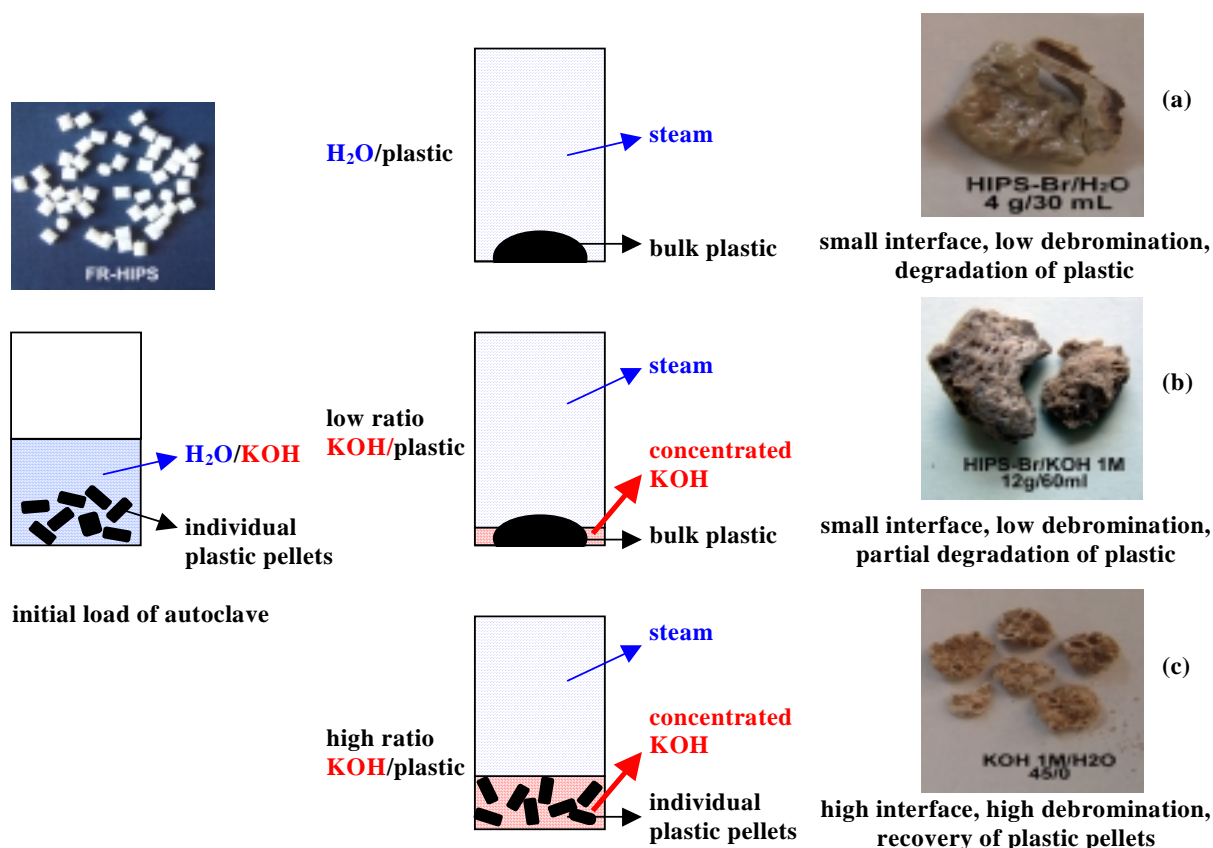 FR-HIPS
H₂O/KOH
individual
plastic pellets
initial load of autoclave
H₂O/plastic
steam
bulk plastic
HIPS-Br/H₂O
4 g/30 mL
(a)
small interface, low debromination,
degradation of plastic
low ratio
KOH/plastic
steam
concentrated
KOH
bulk plastic
HIPS-Br/KOH 1M
12g/60ml
(b)
small interface, low debromination,
partial degradation of plastic
high ratio
KOH/plastic
steam
concentrated
KOH
individual
plastic pellets
KOH 1M/H2O
45/0
(c)
high interface, high debromination,
recovery of plastic pellets